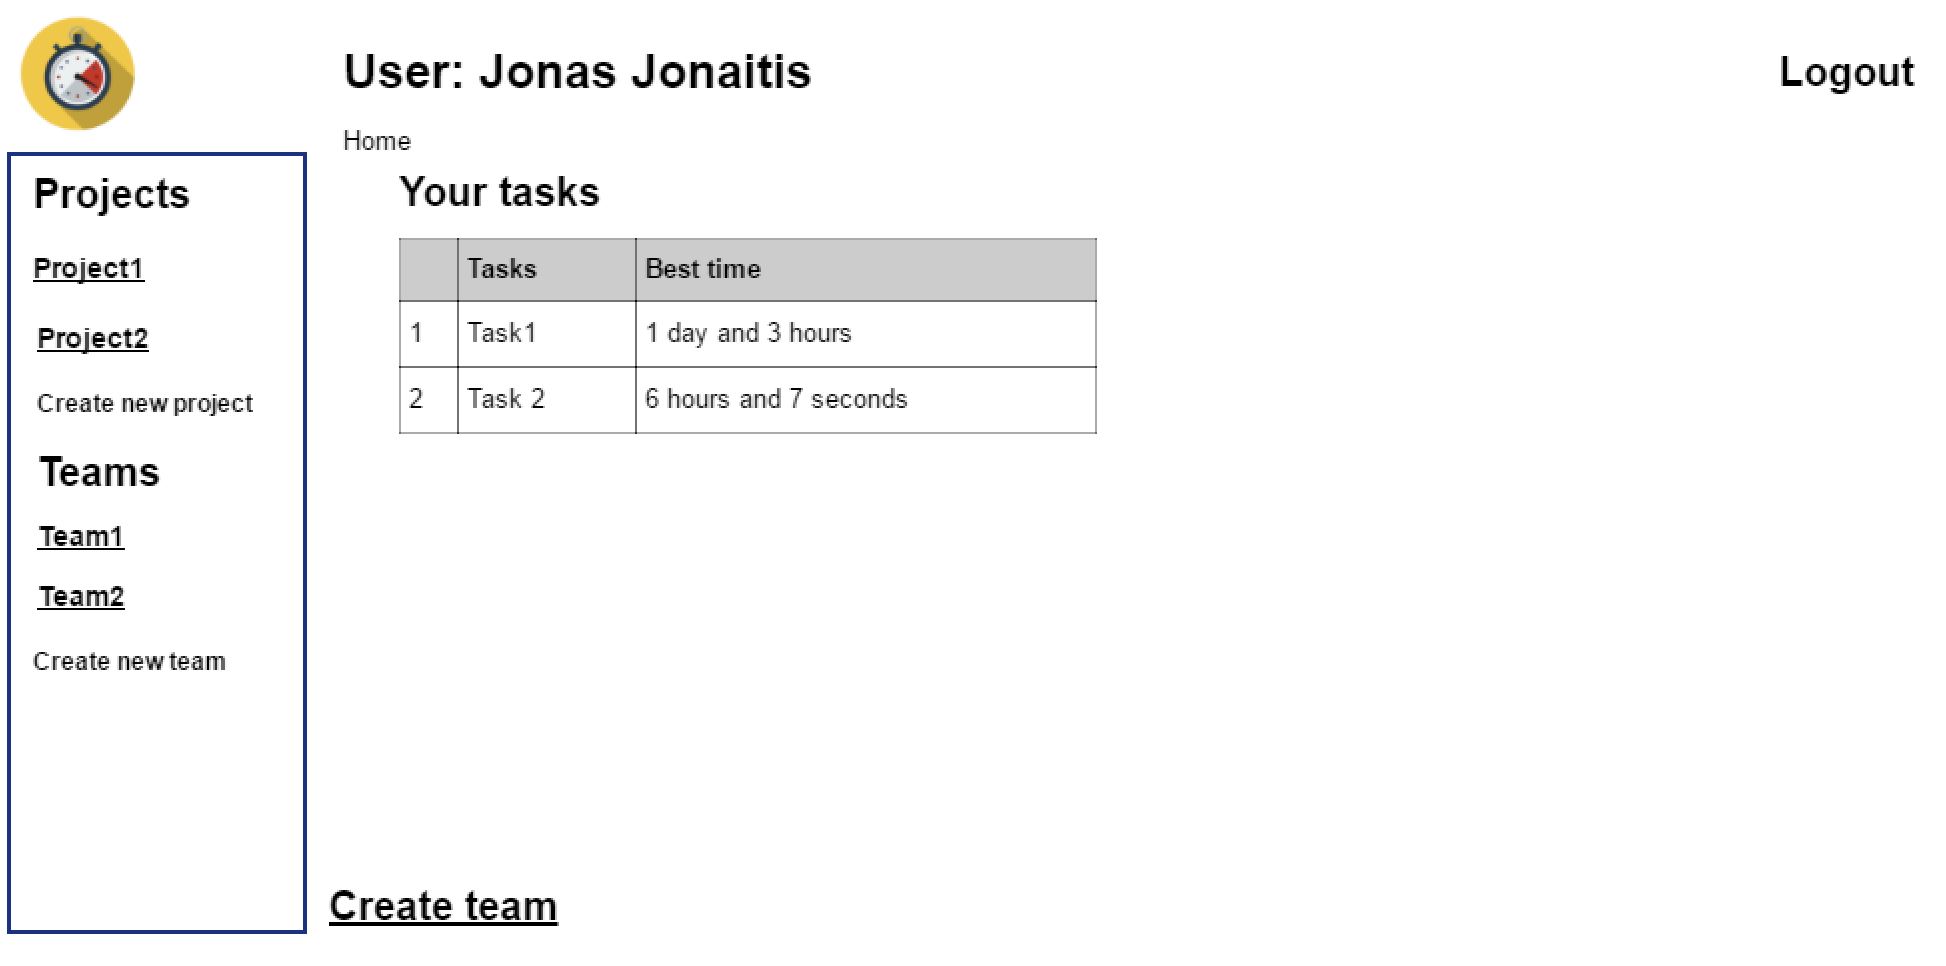 User: Jonas Jonaitis
Logout
Home
Projects
Project1
Project2
Create new project
Teams
Team1
Team2
Create new team
Your tasks
Tasks Best time
1 Task1 1 day and 3 hours
2 Task 2 6 hours and 7 seconds
Create team